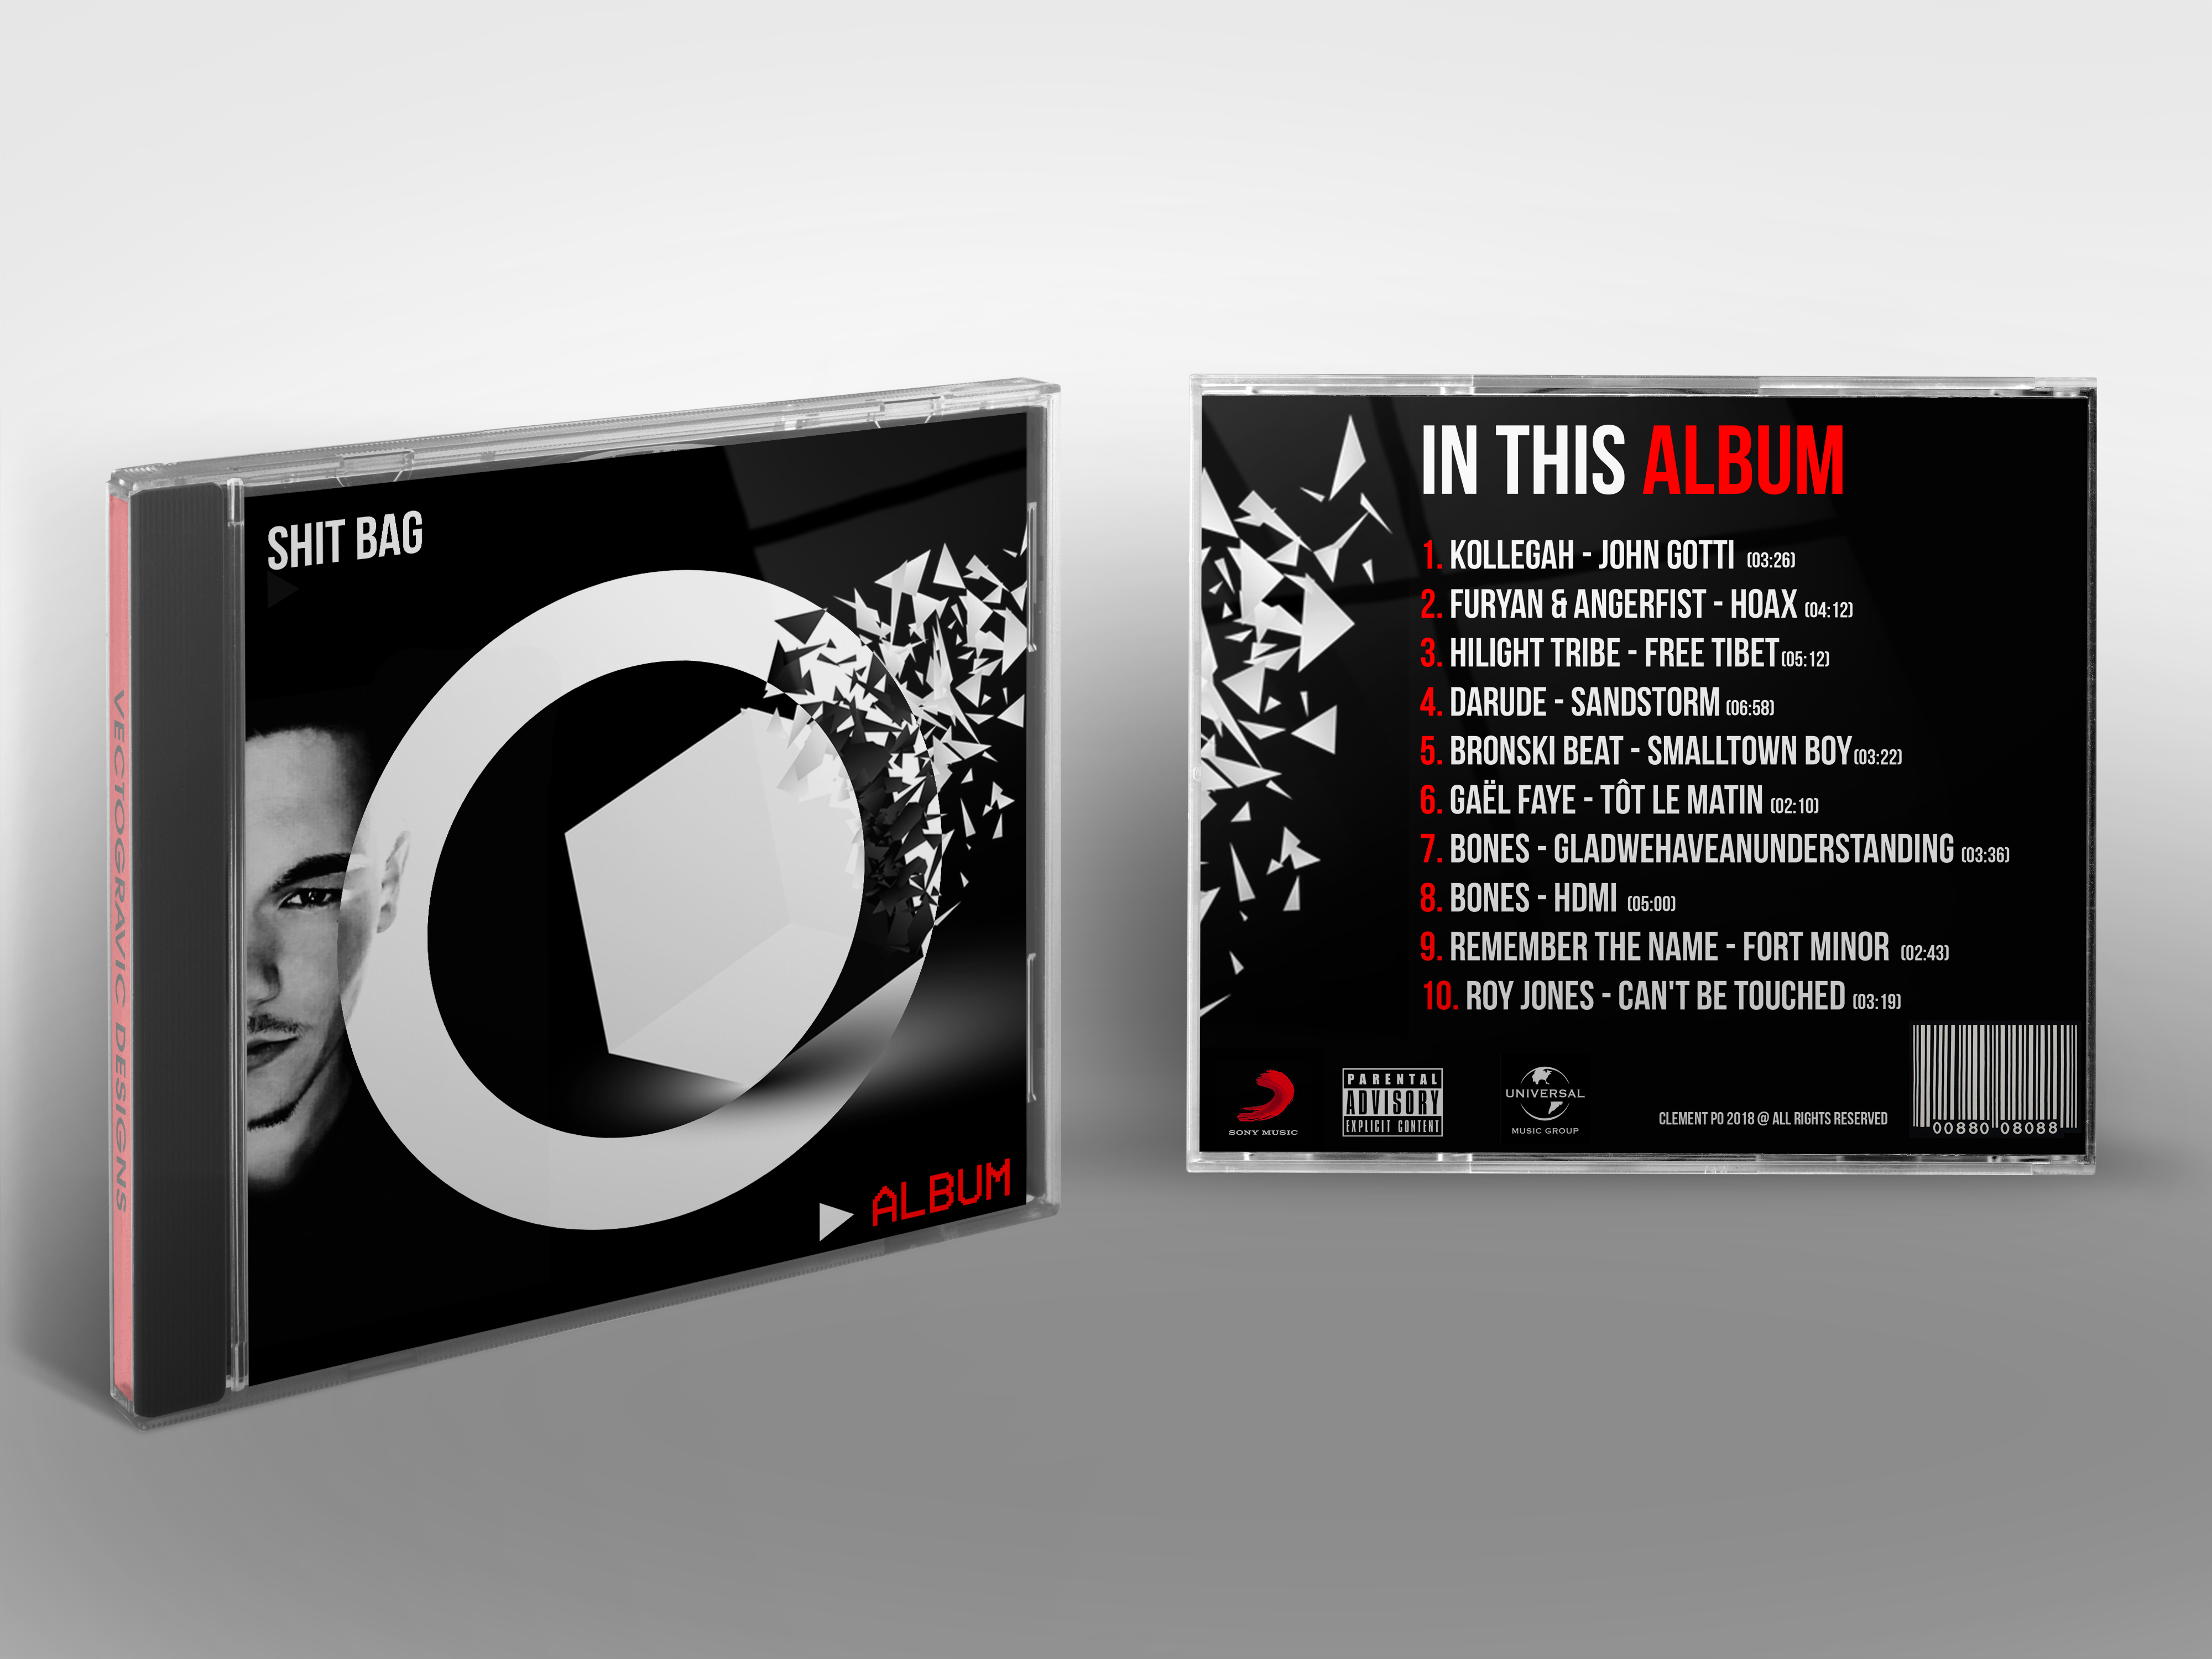 SHIT BAG
VECTOGRAVIC DESIGNS
ALBUM
IN THIS ALBUM
1. KOLLEGAH - JOHN GOTTI (03:26)
2. FURYAN & ANGERFIST - HOAX (04:12)
3. HILIGHT TRIBE - FREE TIBET(05:12)
4. DARUDE - SANDSTORM (06:58)
5. BRONSKI BEAT - SMALLTOWN BOY(03:22)
6. GAËL FAYE - TÔT LE MATIN (02:10)
7. BONES - GLADWEHAVEANUNDERSTANDING (03:36)
8. BONES - HDMI (05:00)
9. REMEMBER THE NAME - FORT MINOR (02:43)
10. ROY JONES - CAN'T BE TOUCHED (03:19)
SONY MUSIC
PARENTAL
ADVISORY
EXPLICIT CONTENT
UNIVERSAL
MUSIC GROUP
CLEMENT PO 2018 @ ALL RIGHTS RESERVED
00880 08088